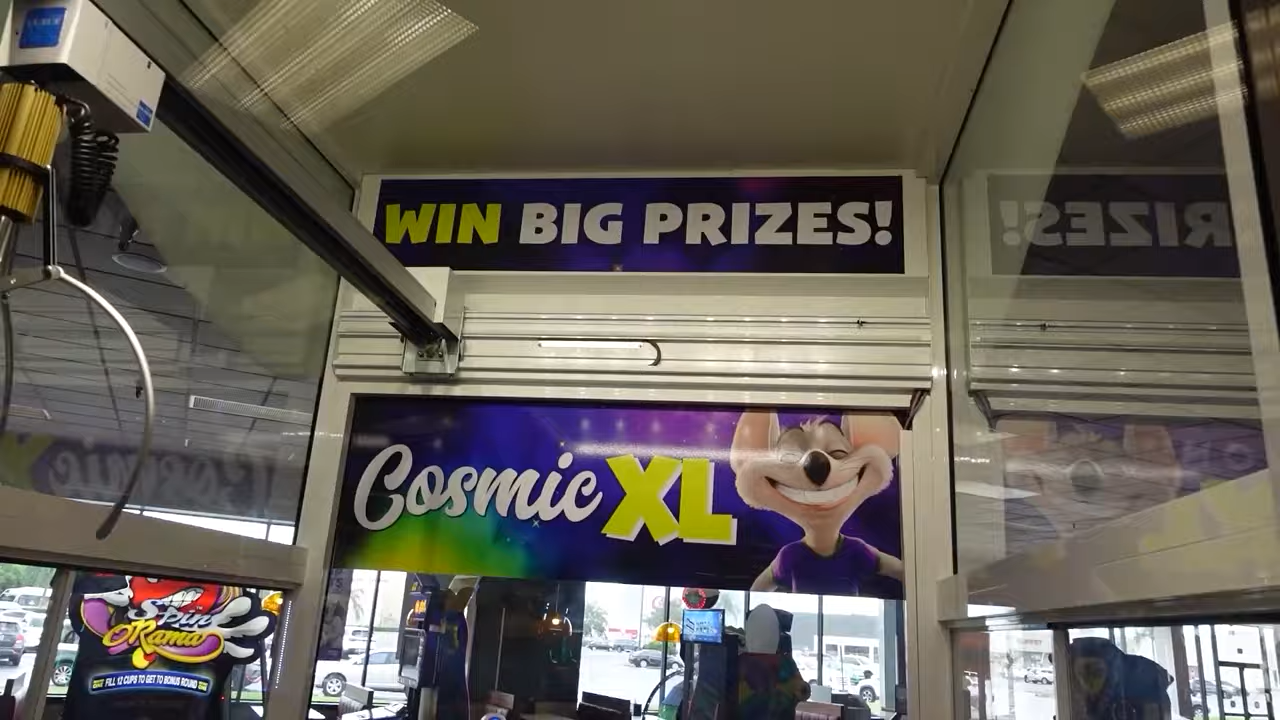 WIN BIG PRIZES!
Cosmic XL
Spin
O Rama
FILL 12 CUPS TO GET TO BONUS ROUND